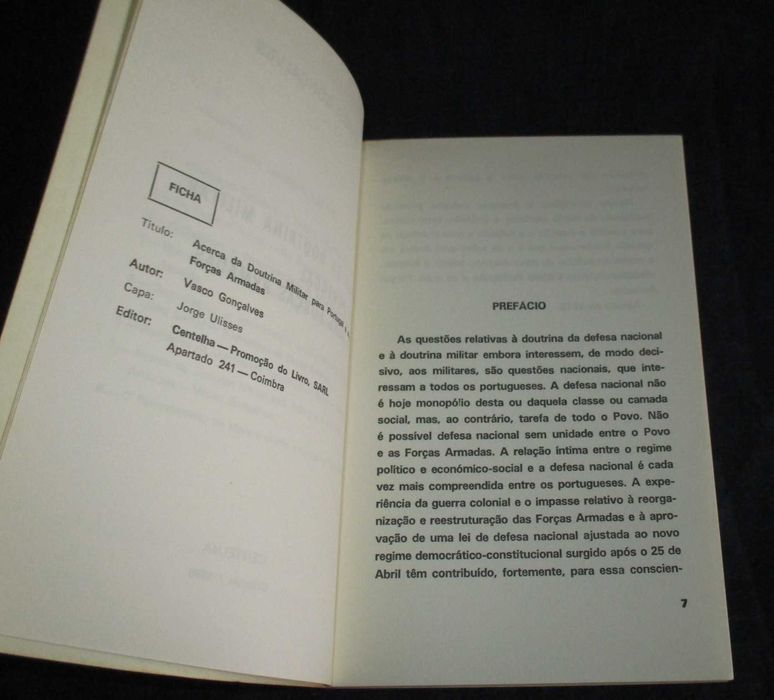 FICHA
Título: Acerca da Doutrina Militar para Portugal e
Forças Armadas
Autor: Vasco Gonçalves
Capa: Jorge Ulisses
Editor: Centelha — Promoção do Livro, SARL
Apartado 241 — Coimbra
PREFACIO
As questões relativas à doutrina da defesa nacional
e à doutrina militar embora interessem, de modo deci-
sivo, aos militares, são questões nacionais, que inte-
ressam a todos os portugueses. A defesa nacional não
é hoje monopólio desta ou daquela classe ou camada
social, mas, ao contrário, tarefa de todo o Povo. Não
é possível defesa nacional sem unidade entre o Povo
e as Forças Armadas. A relação íntima entre o regime
político e económico-social e a defesa nacional é cada
vez mais compreendida entre os portugueses. A expe-
riência da guerra colonial e o impasse relativo à reorga-
nização e reestruturação das Forças Armadas e à apro-
vação de uma lei de defesa nacional ajustada ao novo
regime democrático-constitucional surgido após o 25 de
Abril têm contribuído, fortemente, para essa conscien-
7